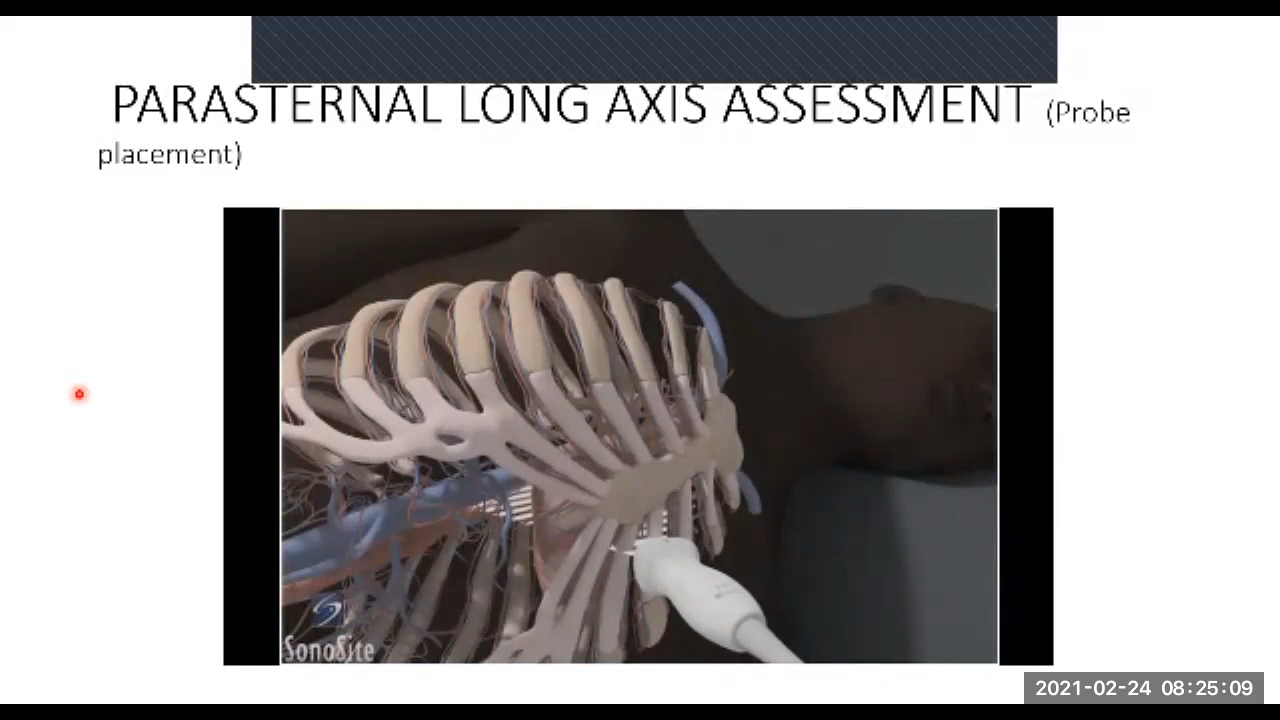 PARASTERNAL LONG AXIS ASSESSMENT (Probe
placement)
SonoSite
2021-02-24 08:25:09